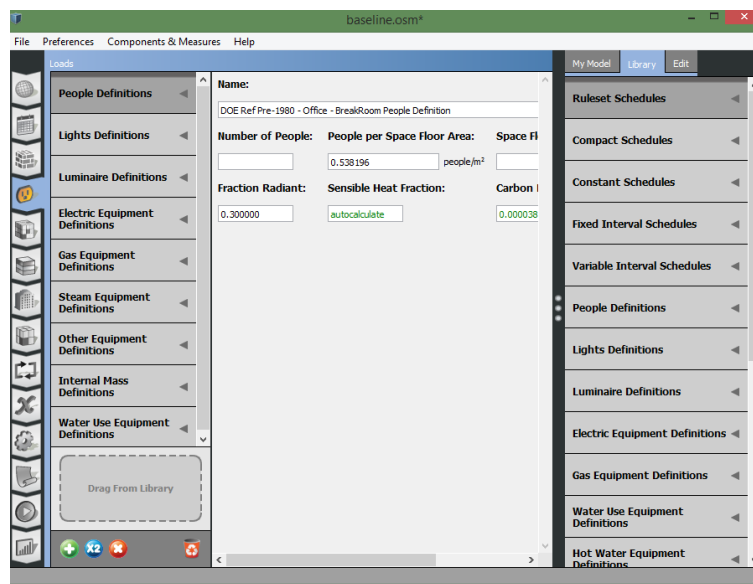 baseline.osm*
File Preferences Components & Measures Help
Loads
My Model Library Edit
People Definitions
Lights Definitions
Luminaire Definitions
Electric Equipment
Definitions
Gas Equipment
Definitions
Steam Equipment
Definitions
Other Equipment
Definitions
Internal Mass
Definitions
Water Use Equipment
Definitions
Drag From Library
X2
Name:
DOE Ref Pre-1980 - Office - BreakRoom People Definition
Number of People: People per Space Floor Area: Space Fl
0.538196 people/m²
Fraction Radiant: Sensible Heat Fraction: Carbon
0.300000 autocalculate 0.000038
Ruleset Schedules
Compact Schedules
Constant Schedules
Fixed Interval Schedules
Variable Interval Schedules
People Definitions
Lights Definitions
Luminaire Definitions
Electric Equipment Definitions
Gas Equipment Definitions
Water Use Equipment
Definitions
Hot Water Equipment
Definitions